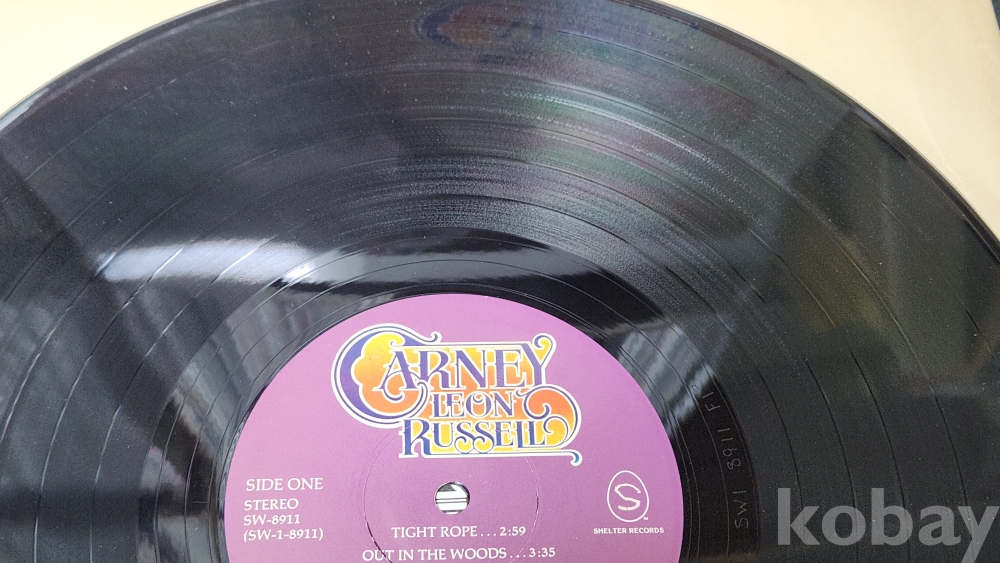 CARNEY
LEON
RUSSELL
SIDE ONE
STEREO
SW-8911
(SW-1-8911)
S
SHELTER RECORDS
TIGHT ROPE...2:59
OUT IN THE WOODS...3:35
SW1 8911 F1
kobay